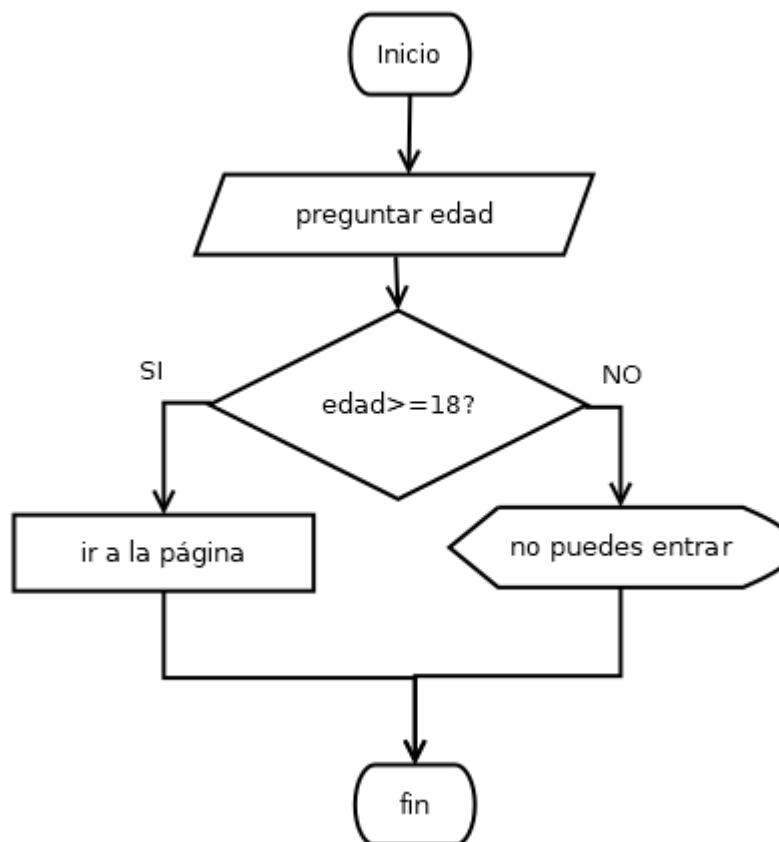 Inicio
preguntar edad
SI
NO
edad>=18?
ir a la página
no puedes entrar
fin